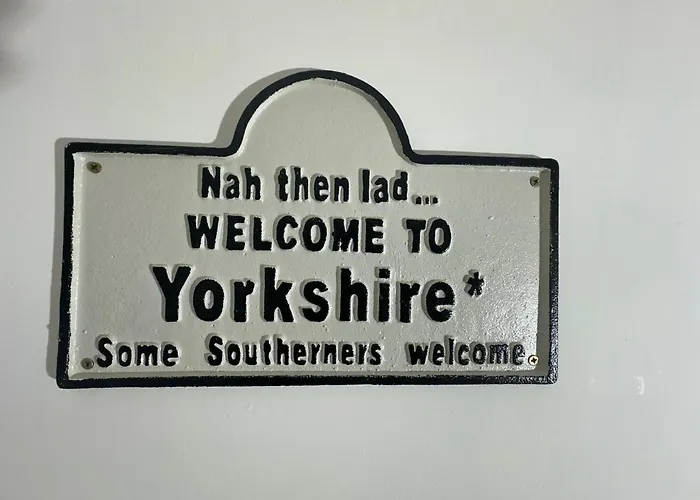 Nah then lad...
WELCOME TO
Yorkshire*
Some Southerners welcome